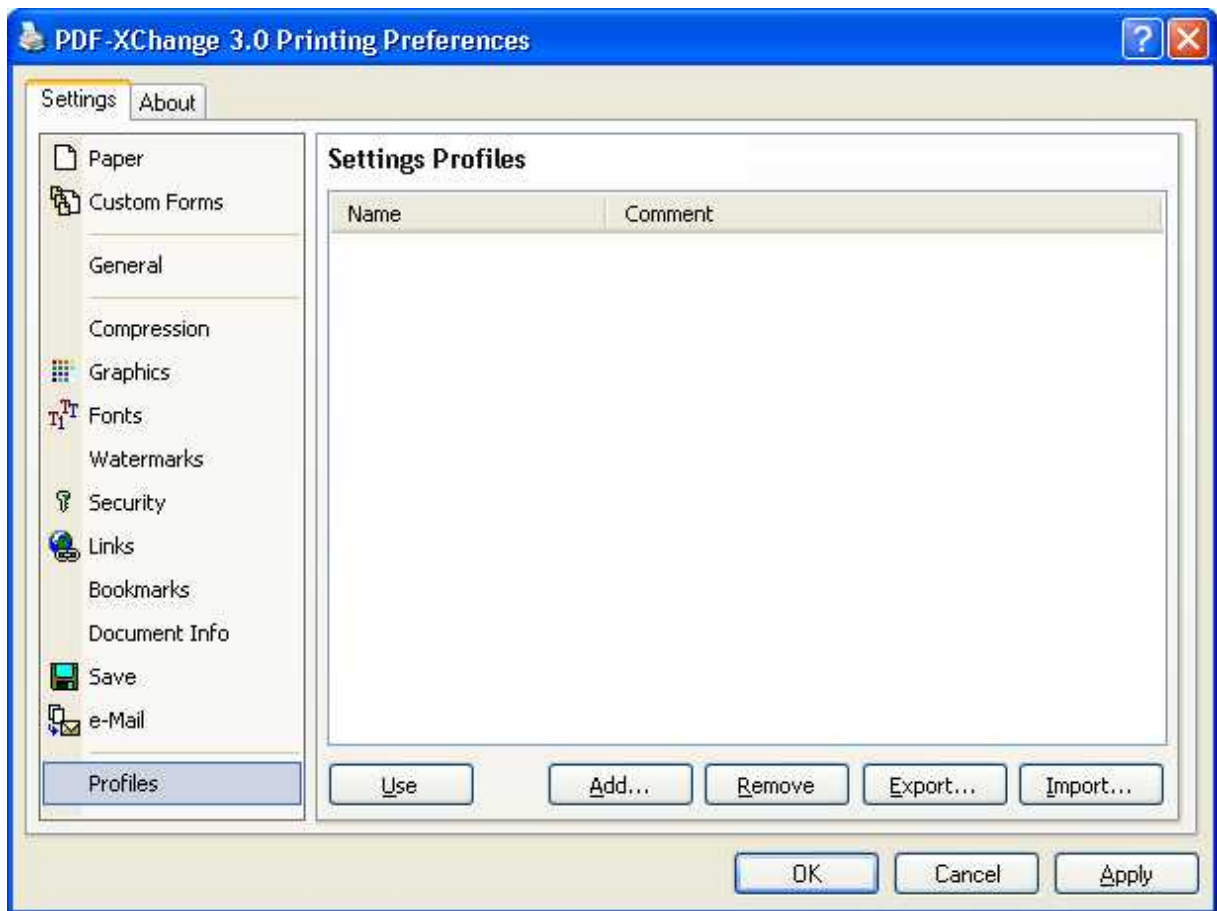 PDF-XChange 3.0 Printing Preferences
Settings About
Paper
Custom Forms
General
Compression
Graphics
Fonts
Watermarks
Security
Links
Bookmarks
Document Info
Save
e-Mail
Profiles
Settings Profiles
Name Comment
Use Add... Remove Export... Import...
OK Cancel Apply